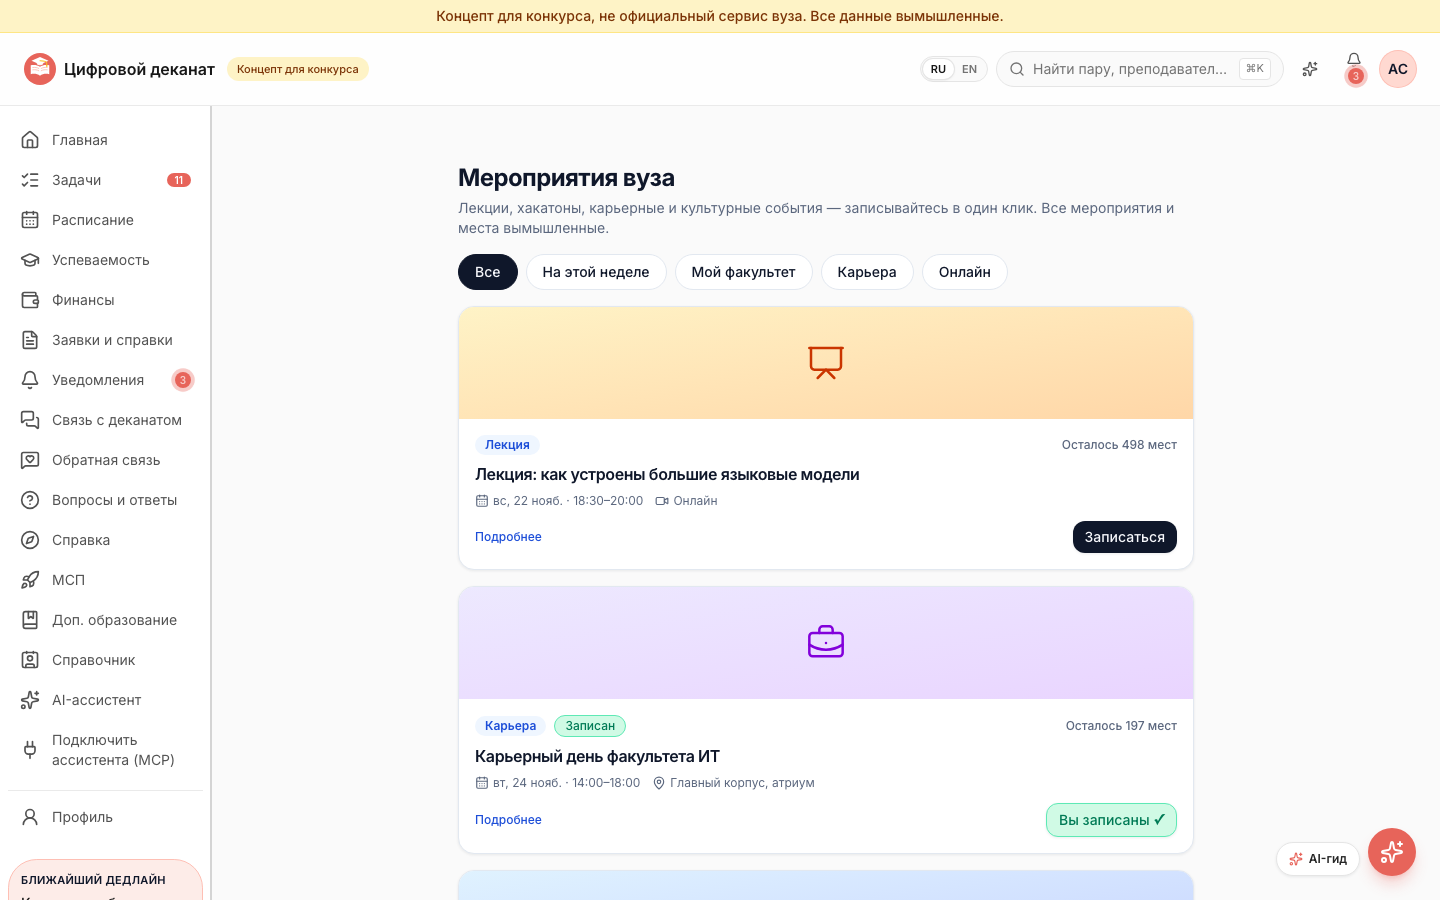 Концепт для конкурса, не официальный сервис вуза. Все данные вымышленные.
Цифровой деканат
Концепт для конкурса
RU EN
Найти пару, преподавател... ⌘K
3
АС
Главная
Задачи 11
Расписание
Успеваемость
Финансы
Заявки и справки
Уведомления 3
Связь с деканатом
Обратная связь
Вопросы и ответы
Справка
МСП
Доп. образование
Справочник
AI-ассистент
Подключить
ассистента (MCP)
Профиль
БЛИЖАЙШИЙ ДЕДЛАЙН
Мероприятия вуза
Лекции, хакатоны, карьерные и культурные события — записывайтесь в один клик. Все мероприятия и
места вымышленные.
Все
На этой неделе
Мой факультет
Карьера
Онлайн
Лекция
Осталось 498 мест
Лекция: как устроены большие языковые модели
вс, 22 нояб. · 18:30–20:00 Онлайн
Подробнее
Записаться
Карьера
Записан
Осталось 197 мест
Карьерный день факультета ИТ
вт, 24 нояб. · 14:00–18:00 Главный корпус, атриум
Подробнее
Вы записаны ✓
AI-гид